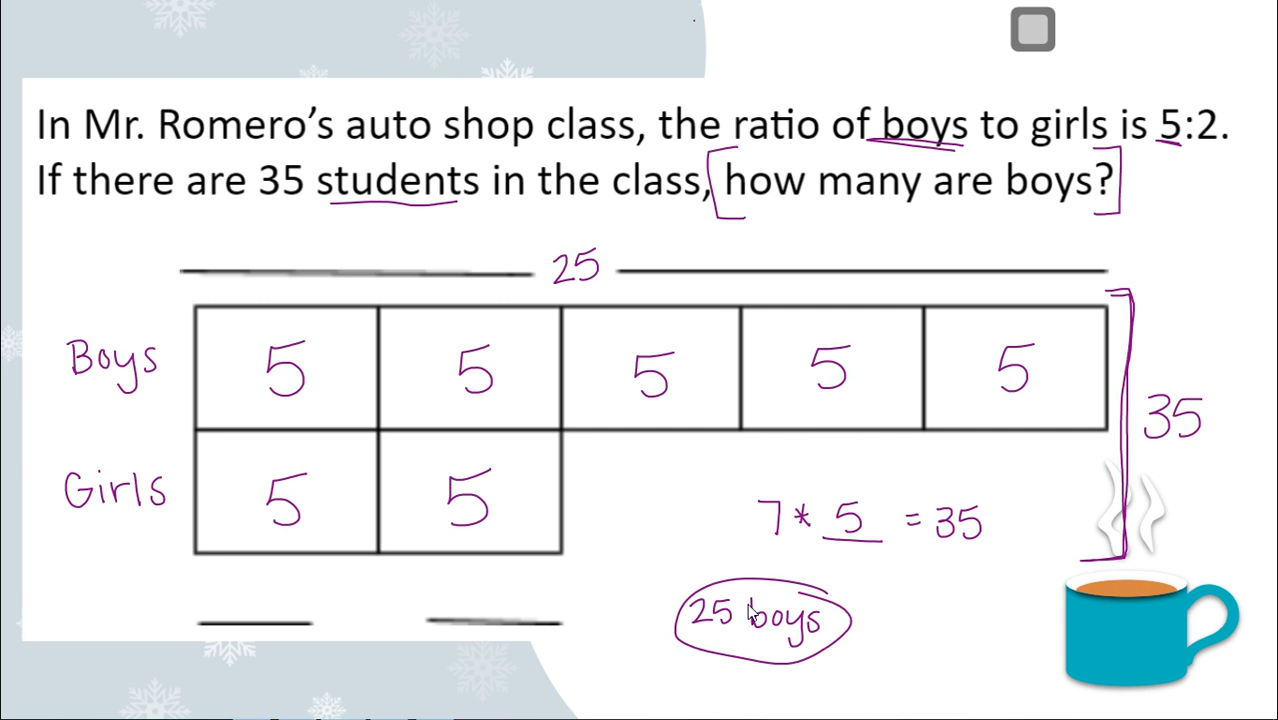 In Mr. Romero’s auto shop class, the ratio of boys to girls is 5:2.
If there are 35 students in the class, how many are boys?
25
Boys 5 5 5 5 5
35
Girls 5 5
7 * 5 = 35
25 boys